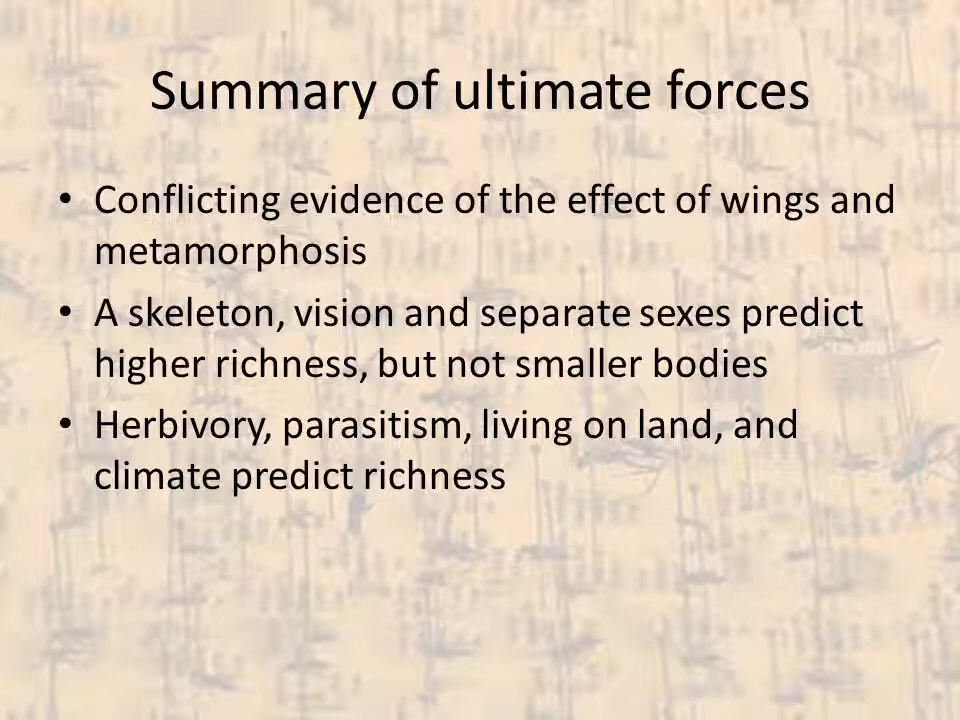 Summary of ultimate forces
• Conflicting evidence of the effect of wings and
metamorphosis
• A skeleton, vision and separate sexes predict
higher richness, but not smaller bodies
• Herbivory, parasitism, living on land, and
climate predict richness